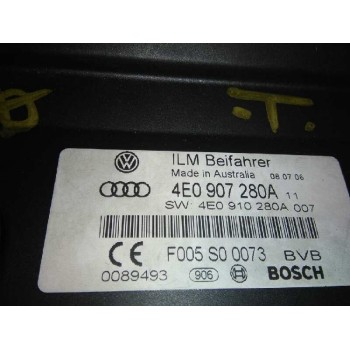 -T.
ILM Beifahrer
Made in Australia 08.07.06
4E0 907 280A 11
SW: 4E0 910 280A 007
CE F005 S0 0073 BVB
0089493 906 BOSCH